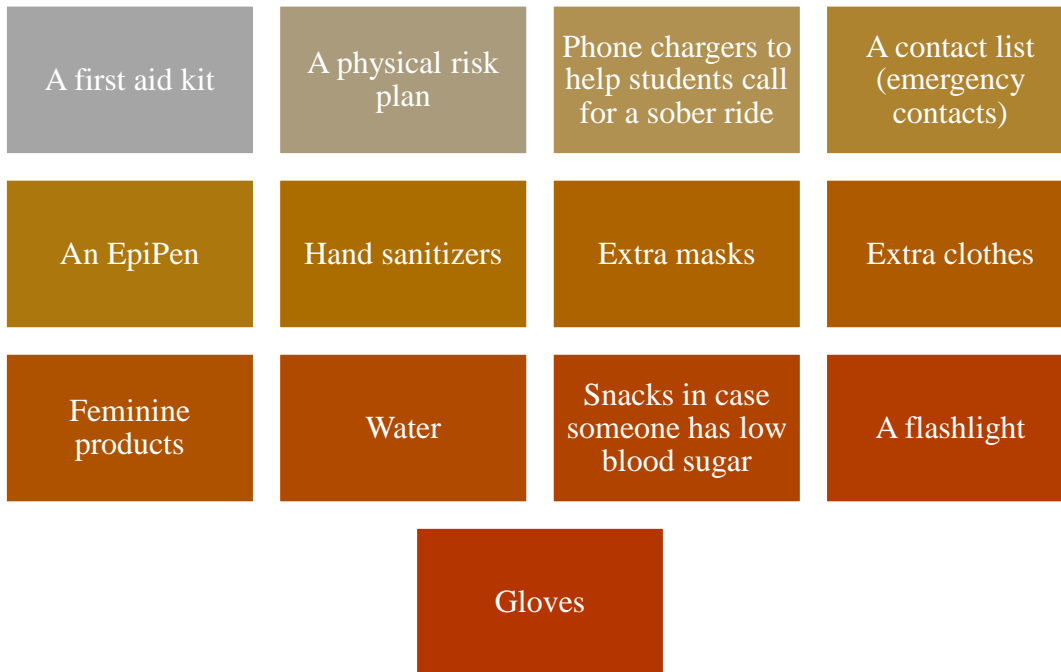 A first aid kit
A physical risk
plan
Phone chargers to
help students call
for a sober ride
A contact list
(emergency
contacts)
An EpiPen
Hand sanitizers
Extra masks
Extra clothes
Feminine
products
Water
Snacks in case
someone has low
blood sugar
A flashlight
Gloves